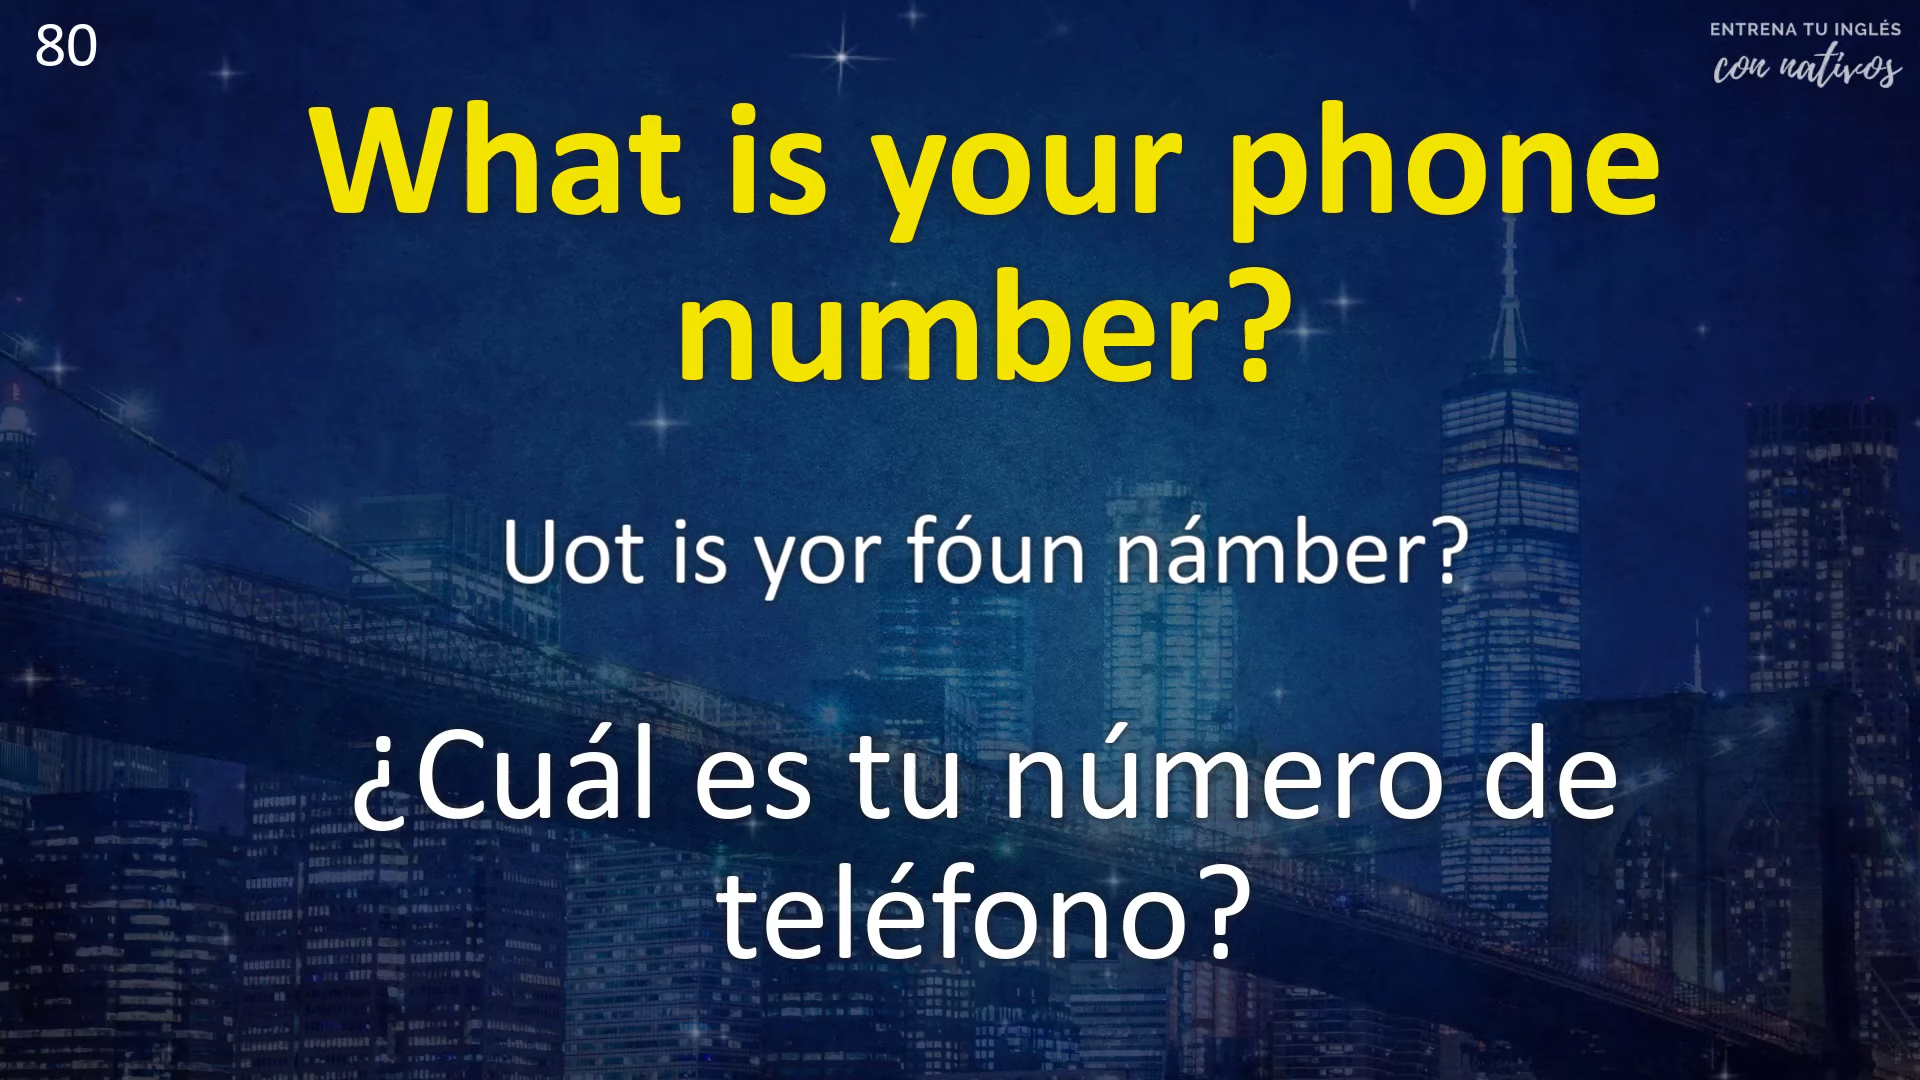 80
ENTRENA TU INGLÉS
con nativos
What is your phone
number?
Uot is yor fóun námber?
¿Cuál es tu número de
teléfono?